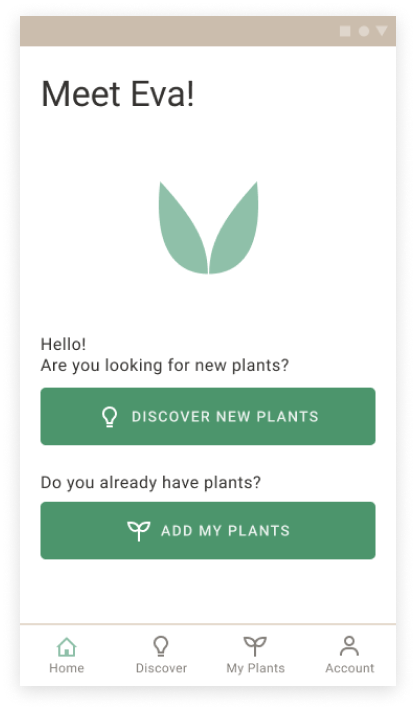 Meet Eva!
Hello!
Are you looking for new plants?
DISCOVER NEW PLANTS
Do you already have plants?
ADD MY PLANTS
Home
Discover
My Plants
Account